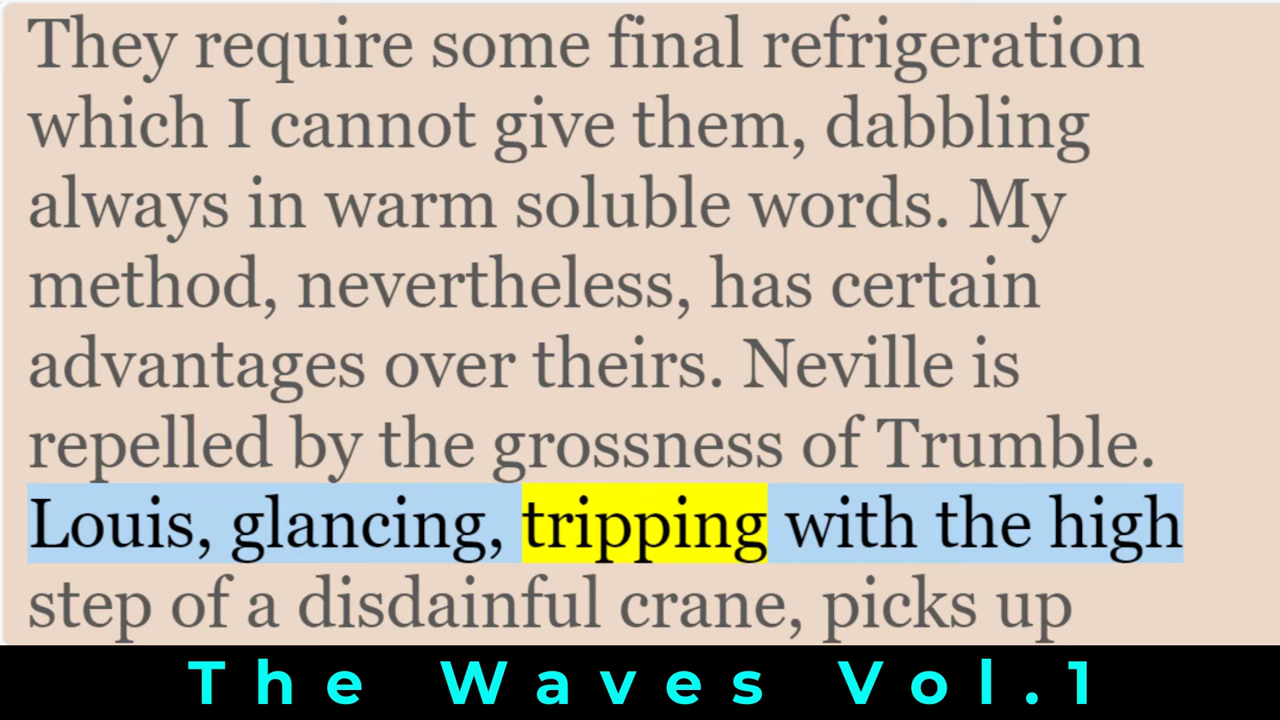 They require some final refrigeration
which I cannot give them, dabbling
always in warm soluble words. My
method, nevertheless, has certain
advantages over theirs. Neville is
repelled by the grossness of Trumble.
Louis, glancing, tripping with the high
step of a disdainful crane, picks up
The Waves Vol.1